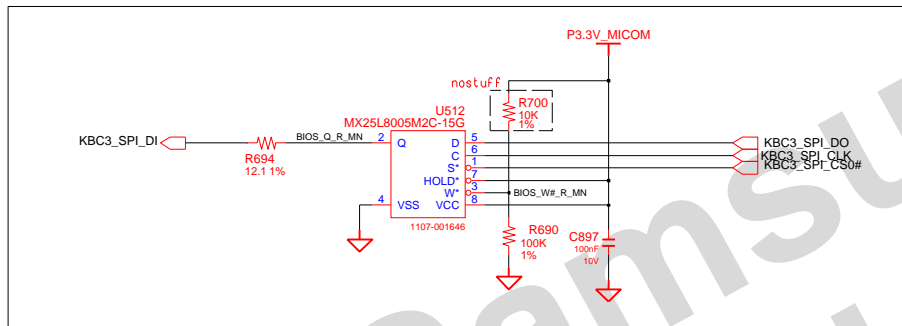 P3.3V_MICOM
nostuff
R700
10K
1%
U512
MX25L8005M2C-15G
KBC3_SPI_DI
BIOS_Q_R_MN
R694
12.1 1%
2
Q
D
5
KBC3_SPI_DO
C
6
KBC3_SPI_CLK
S*
1
KBC3_SPI_CS0#
HOLD*
7
W*
3
BIOS_W#_R_MN
4
VSS
VCC
8
1107-001646
R690
100K
1%
C897
100nF
10V
Samsu